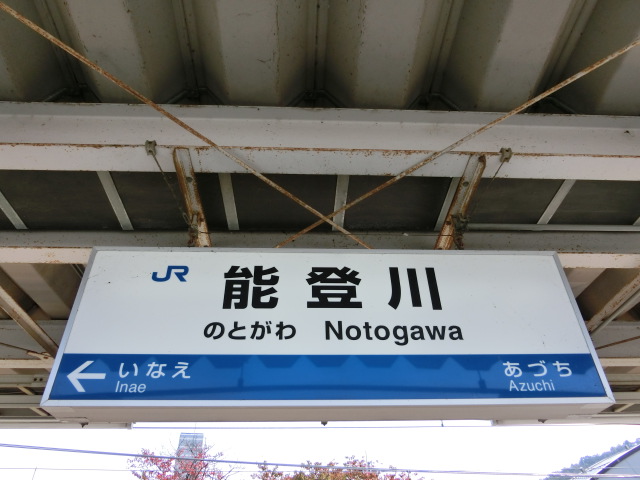 JR 能登川
のとがわ Notogawa
← いなえ あづち
Inae Azuchi